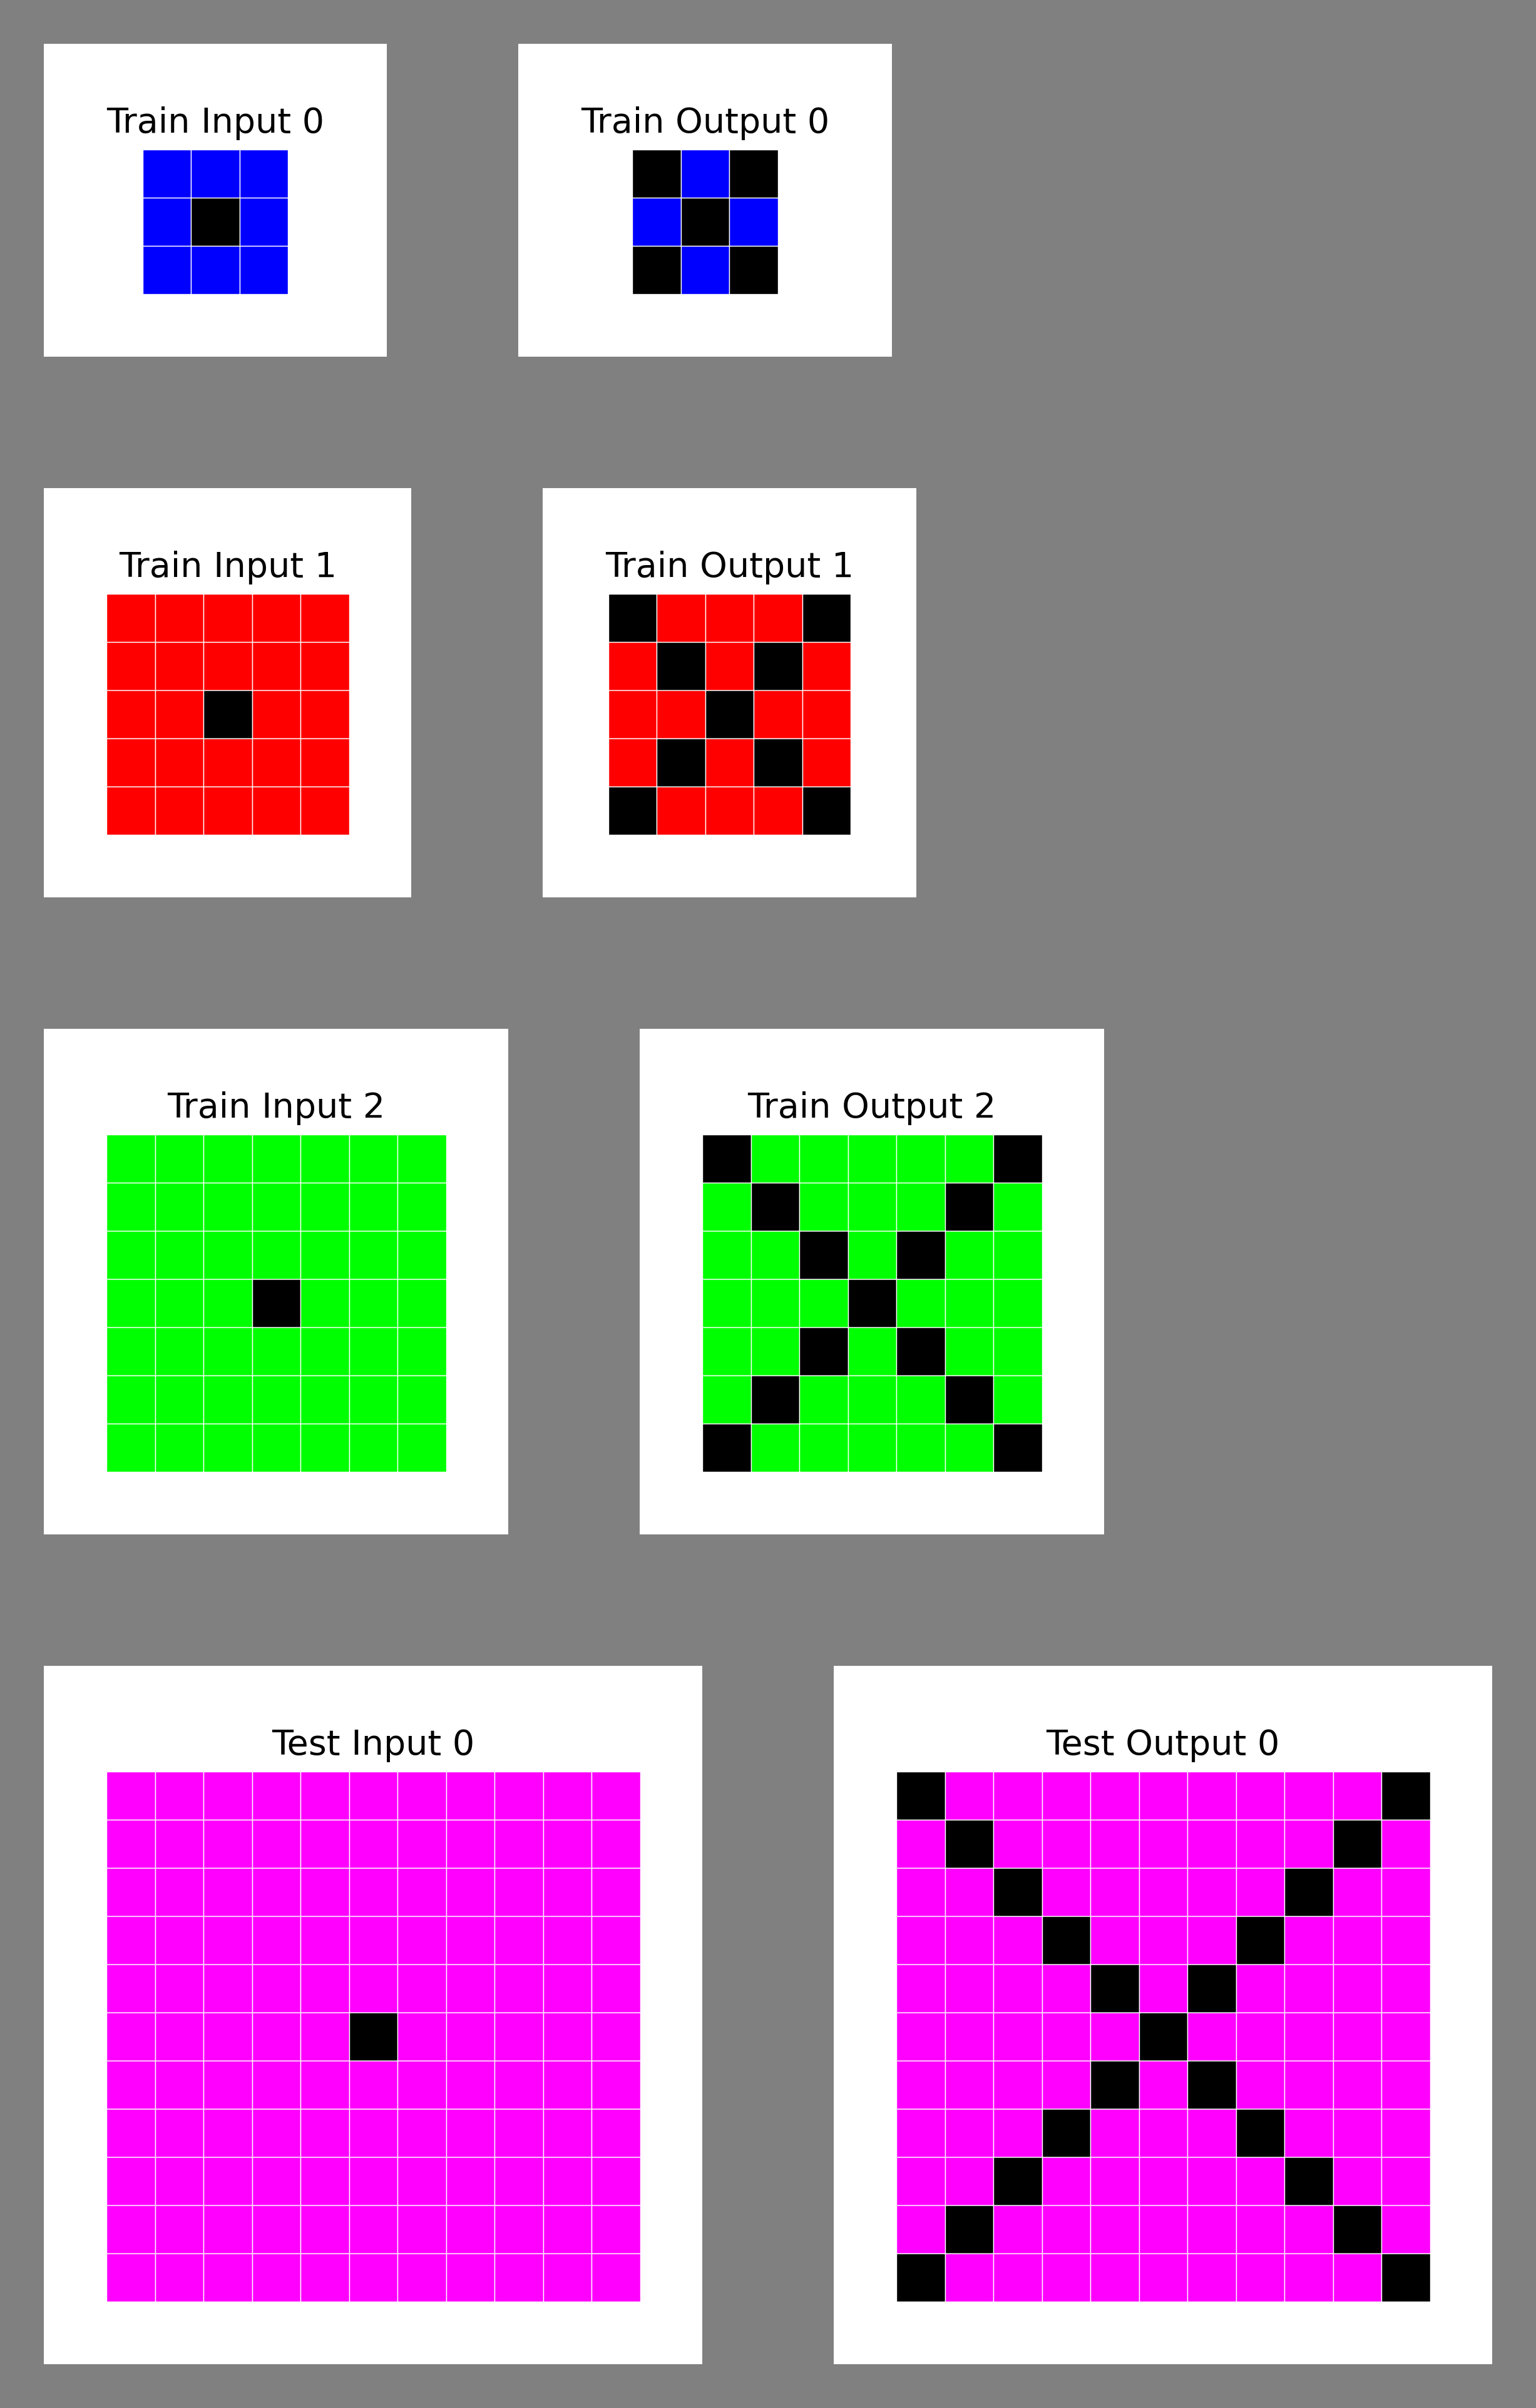 Train Input 0
Train Output 0
Train Input 1
Train Output 1
Train Input 2
Train Output 2
Test Input 0
Test Output 0